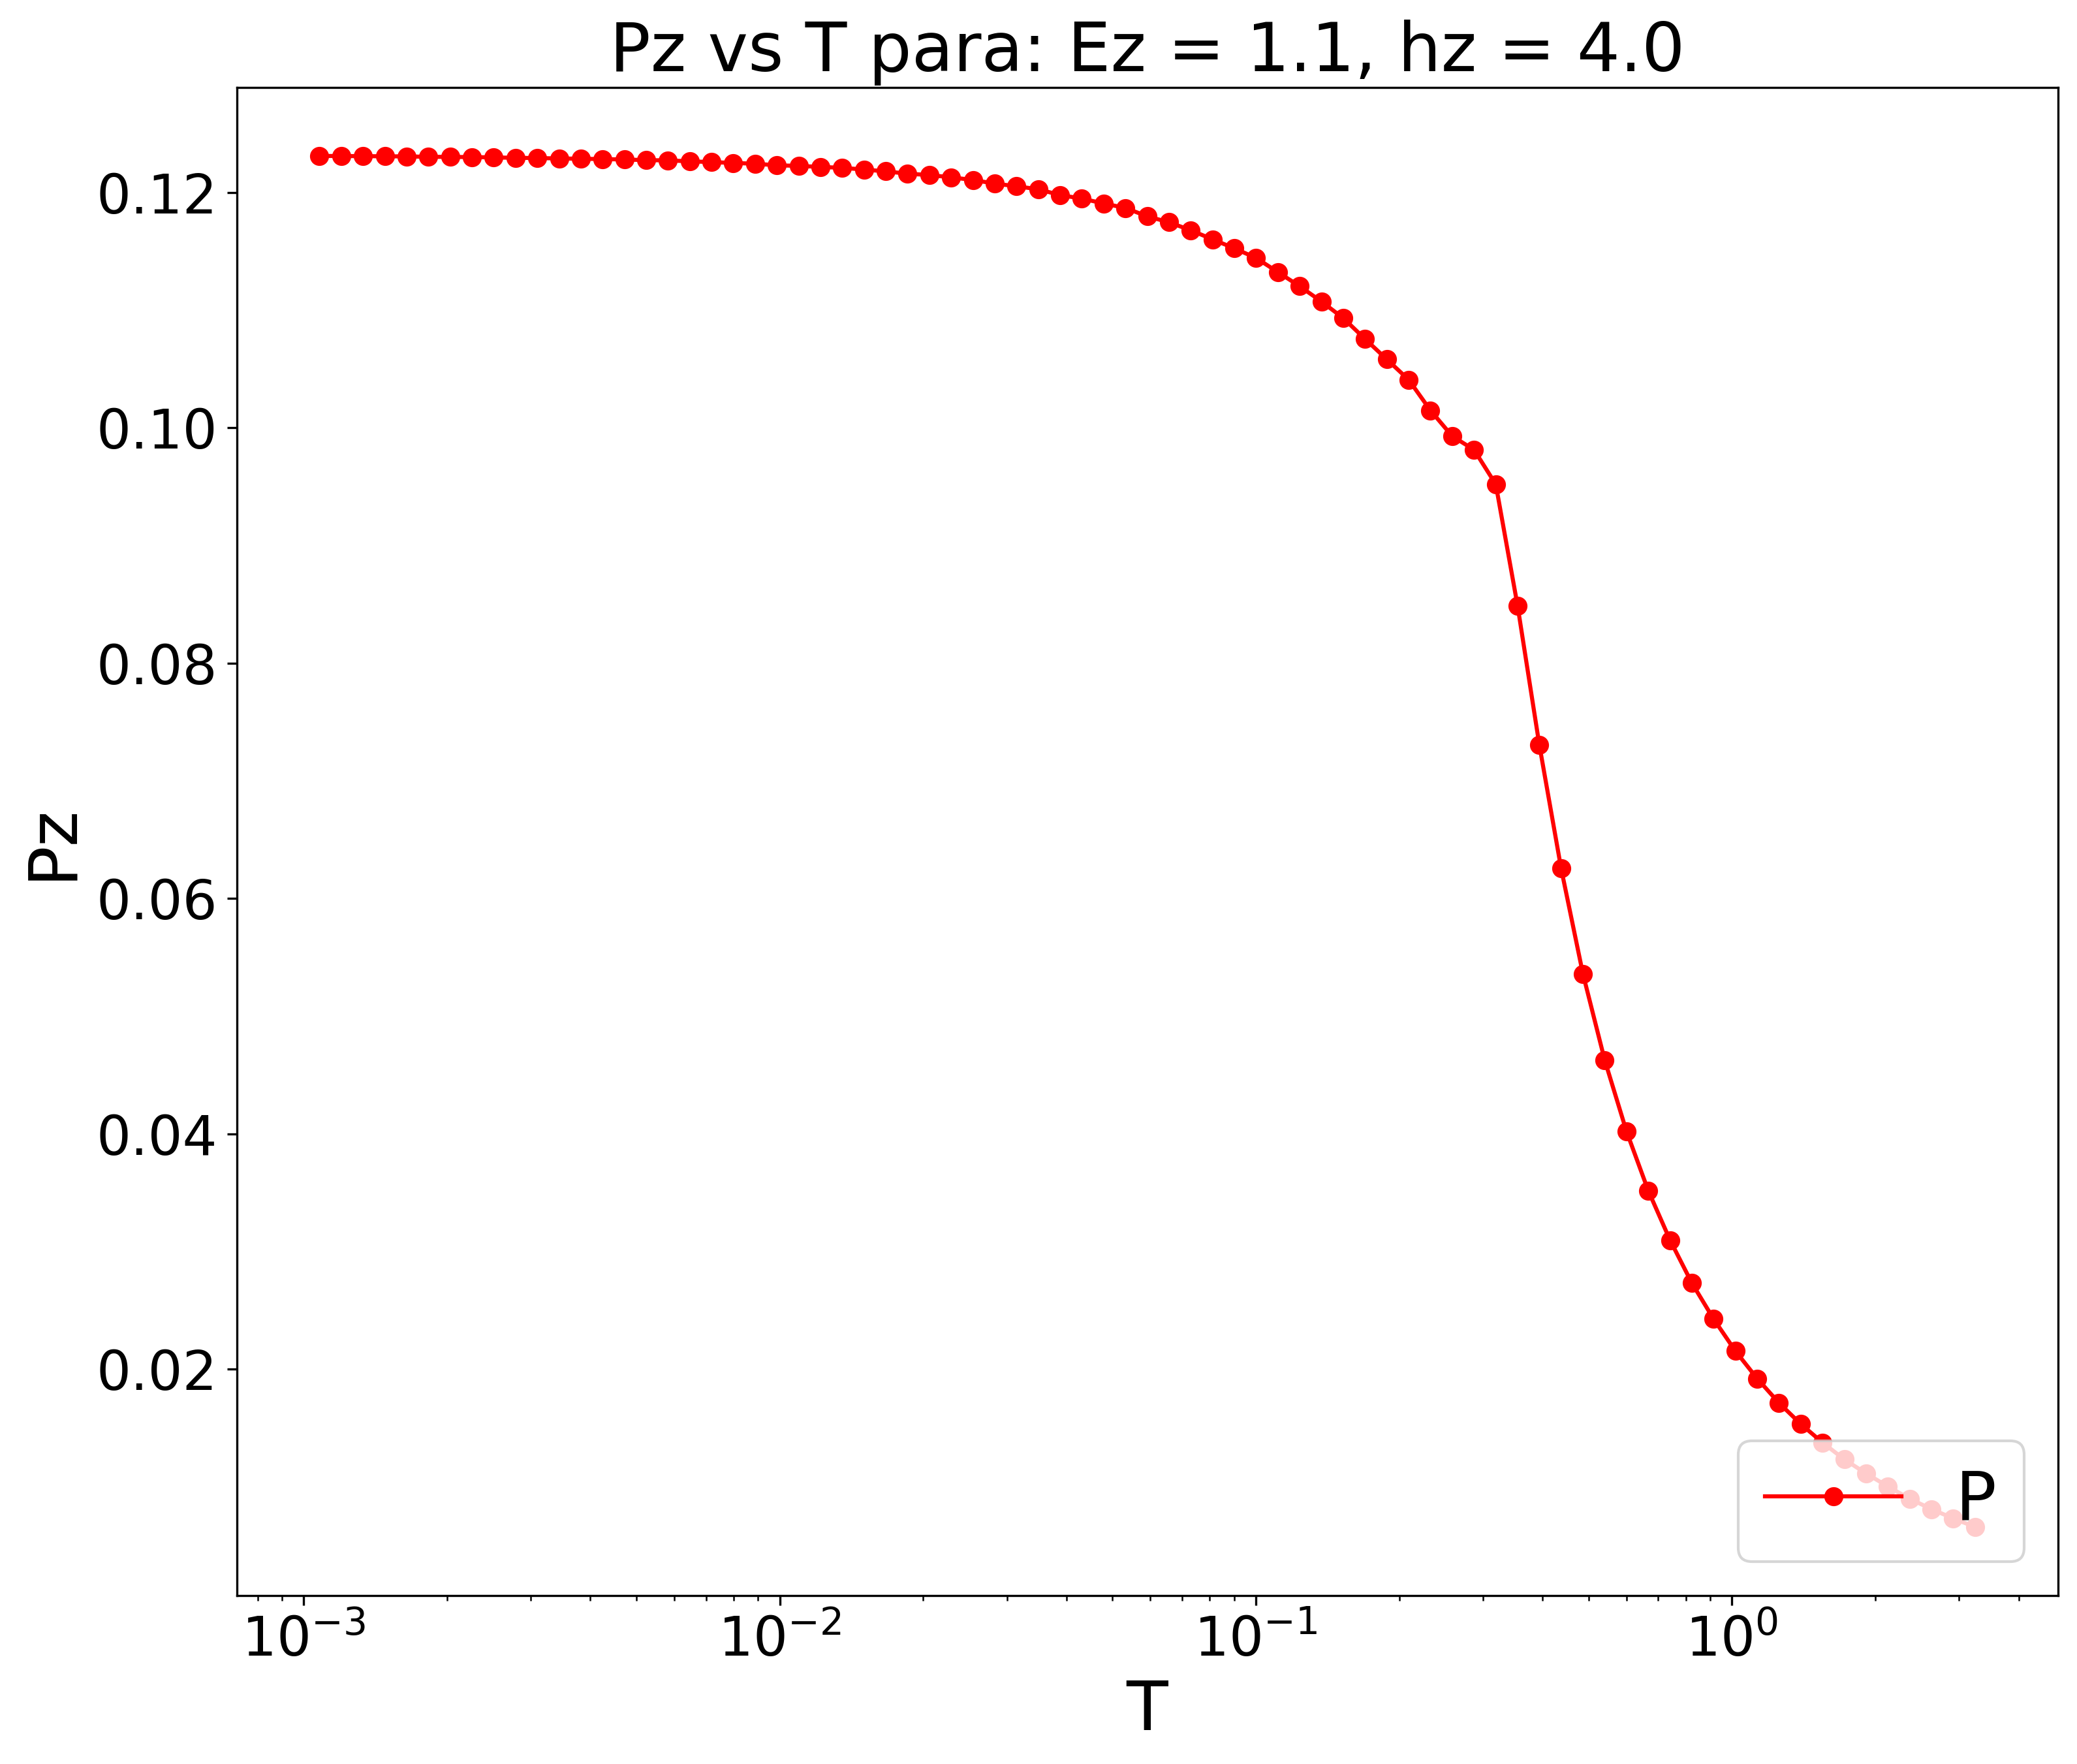 Pz vs T para: Ez = 1.1, hz = 4.0
0.12
0.10
0.08
0.06
0.04
0.02
Pz
P
10⁻³ 10⁻² 10⁻¹ 10⁰
T